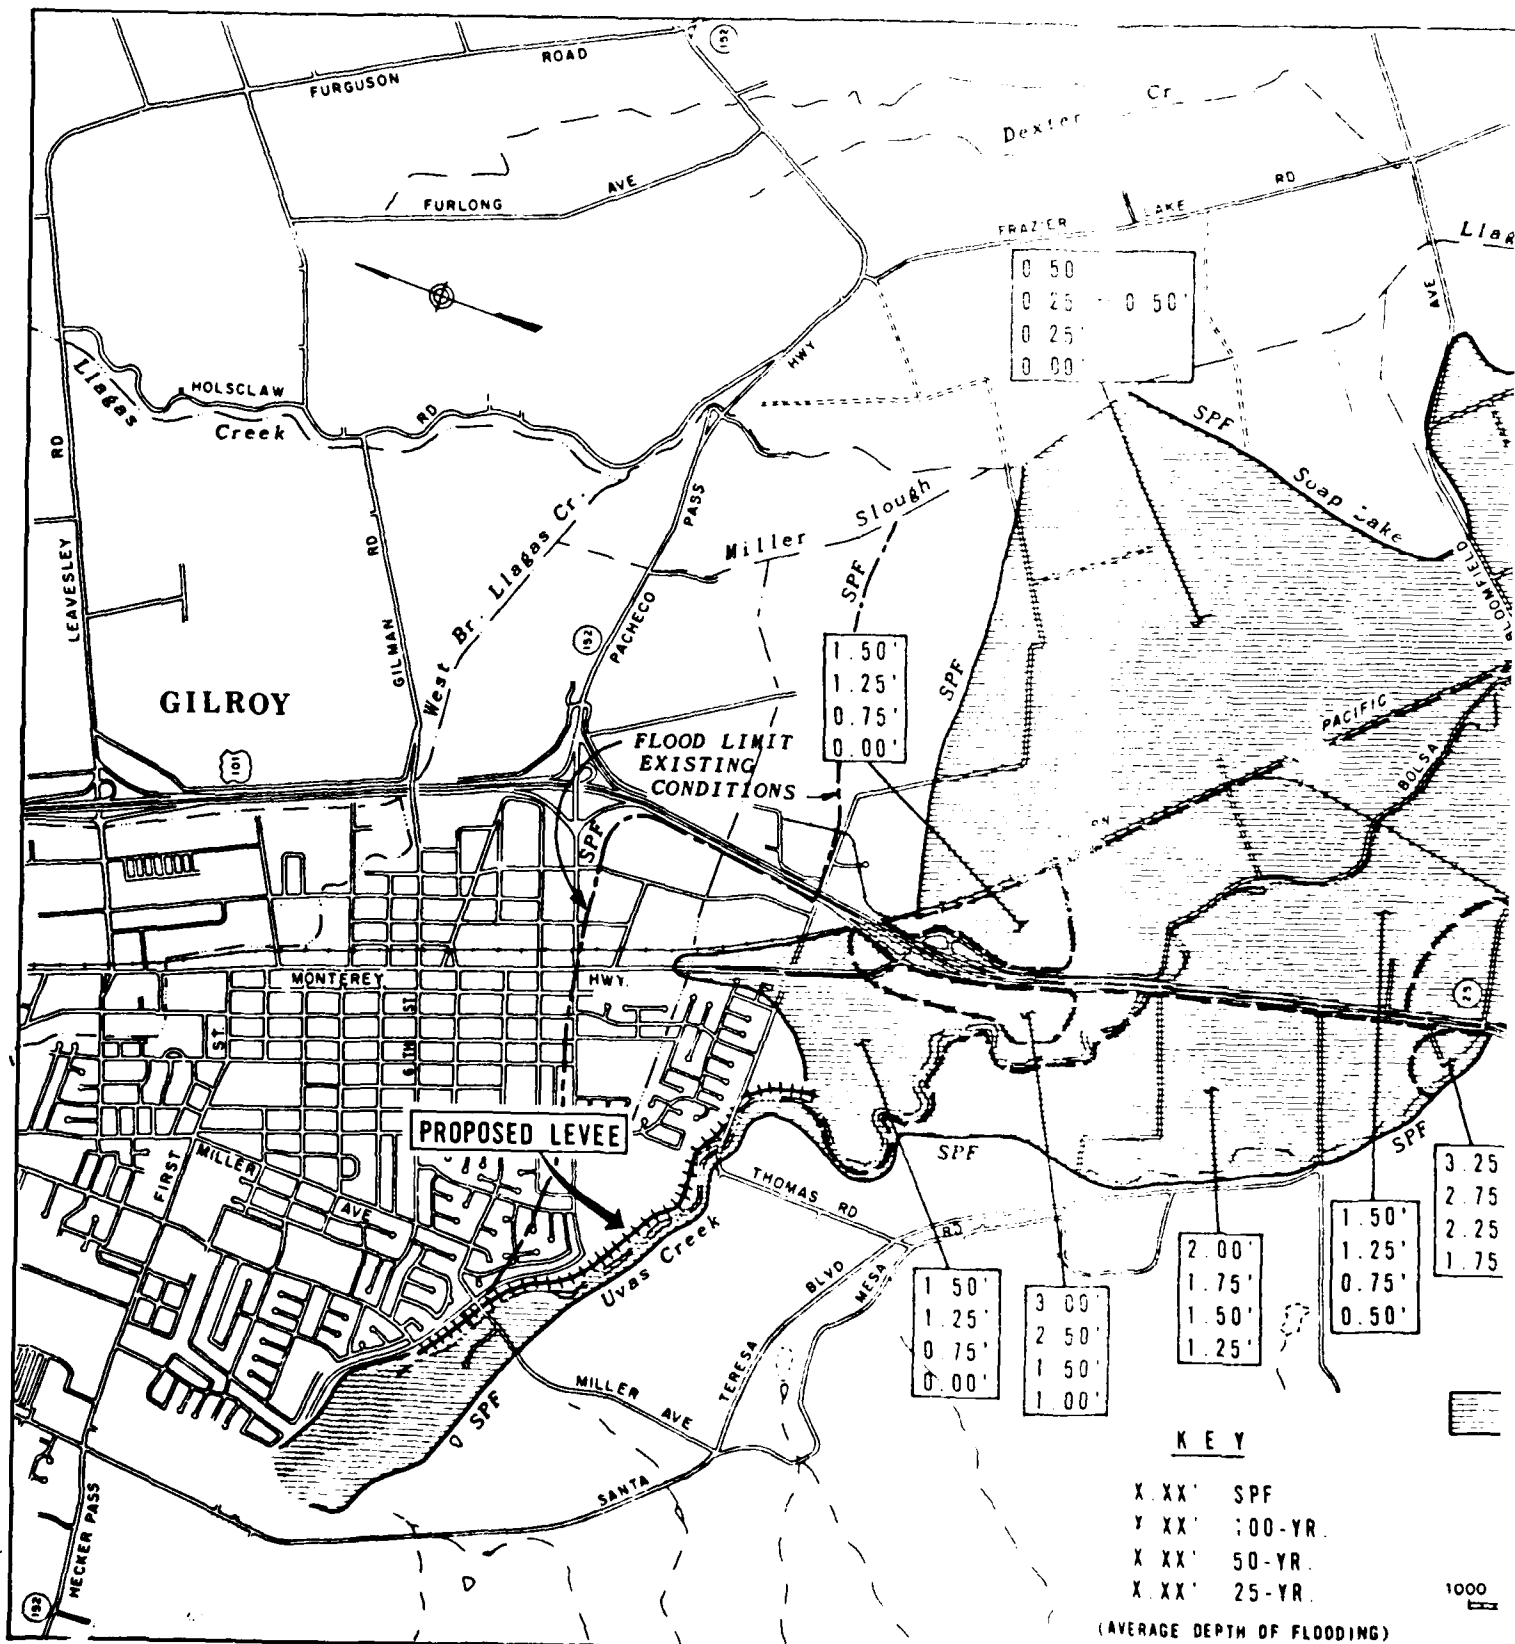 152
FURGUSON ROAD
Cr
Dexter
FURLONG AVE
FRAZIER LAKE RD
Llag
AVE
0 50
0 25 - 0 50'
0 25'
0 00'
HWY
Llagas
HOLSCLAW
RD
Creek
SPF
RD
Soap Lake
Slough
PASS
Miller
West Br. Llagas Cr.
RD
LEAVESLEY
SPF
BLOOMFIELD
GILMAN
152
PACHECO
1.50'
1.25'
0.75'
0.00'
SPF
GILROY
PACIFIC
BOLSA
101
FLOOD LIMIT
EXISTING
CONDITIONS
SPF
MONTEREY
HWY.
25
ST.
6 TH ST
PROPOSED LEVEE
SPF
SPF
FIRST
MILLER
AVE
THOMAS RD
RD
3.25
2.75
2.25
1.75
1.50'
1.25'
0.75'
0.50'
2.00'
1.75'
1.50'
1.25'
Uvas Creek
BLVD
MESA
1 50'
1.25'
0 75'
0.00'
3 00'
2 50'
1 50'
1.00'
TERESA
MILLER
AVE
SPF
SANTA
HECKER PASS
152
KEY
X.XX' SPF
X XX' 100-YR.
X XX' 50-YR.
X.XX' 25-YR.
1000
(AVERAGE DEPTH OF FLOODING)